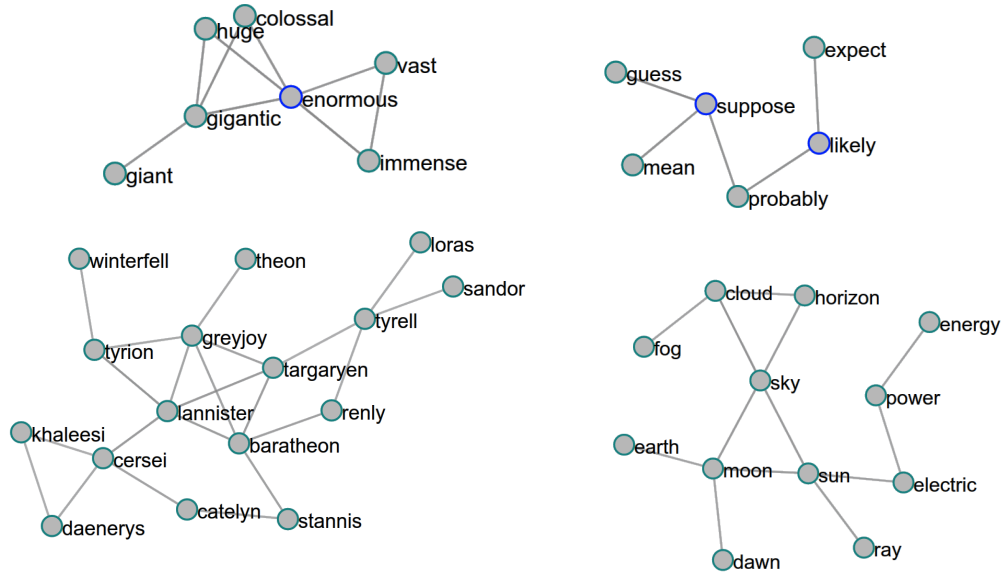 colossal
huge
vast
enormous
gigantic
immense
giant
expect
guess
suppose
likely
mean
probably
loras
winterfell
theon
sandor
tyrell
greyjoy
tyrion
targaryen
lannister
renly
khaleesi
baratheon
cersei
catelyn
stannis
daenerys
cloud
horizon
energy
fog
sky
power
earth
moon
sun
electric
ray
dawn